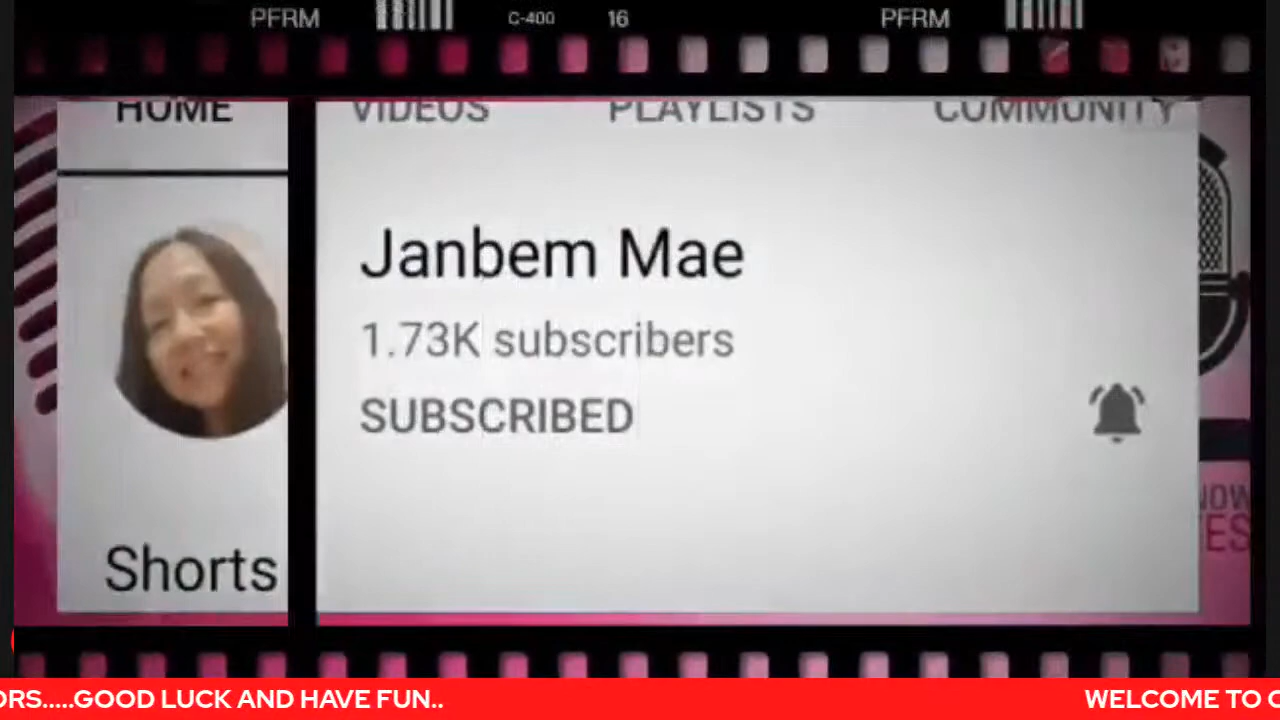 PFRM C-400 16 PFRM
HOME VIDEOS PLAYLISTS COMMUNITY
Janbem Mae
1.73K subscribers
SUBSCRIBED
Shorts
.....GOOD LUCK AND HAVE FUN.. WELCOME TO